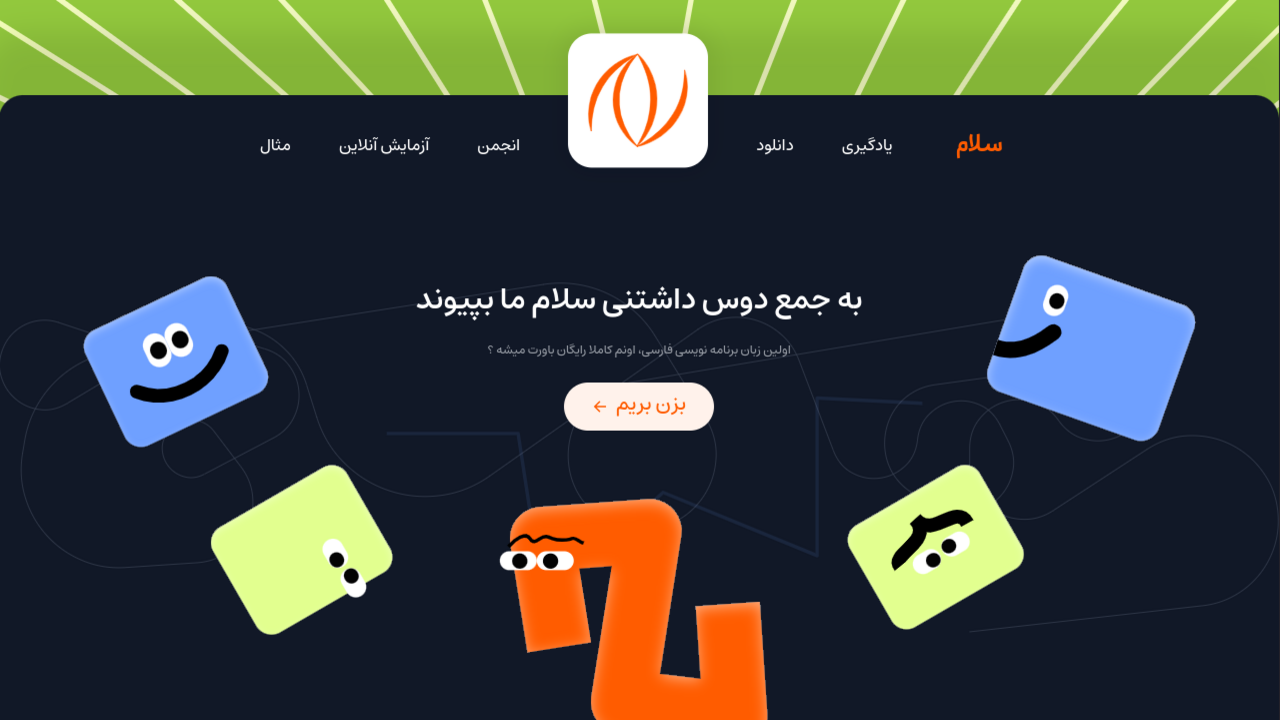 سلام
یادگیری
دانلود
انجمن
آزمایش آنلاین
مثال
به جمع دوس داشتنی سلام ما بپیوند
اولین زبان برنامه نویسی فارسی، اونم کاملا رایگان باورت میشه ؟
بزن بریم ←